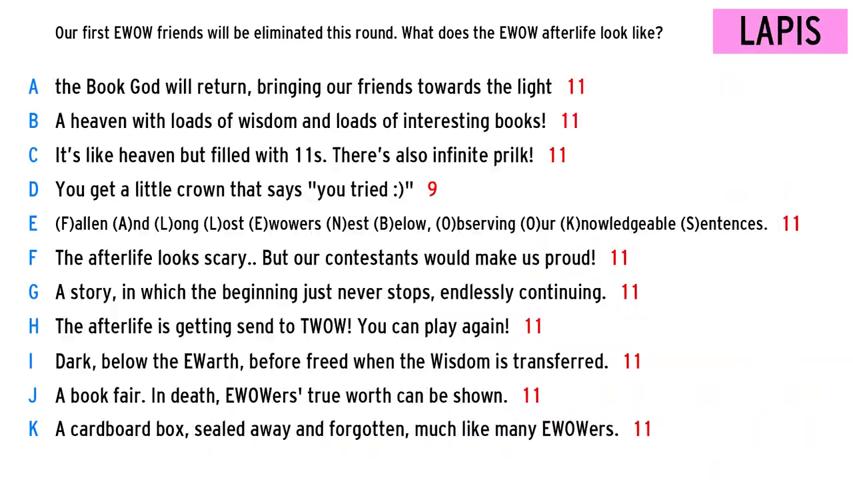 Our first EWOW friends will be eliminated this round. What does the EWOW afterlife look like?
LAPIS
A the Book God will return, bringing our friends towards the light 11
B A heaven with loads of wisdom and loads of interesting books! 11
C It's like heaven but filled with 11s. There's also infinite prilk! 11
D You get a little crown that says "you tried :)" 9
E (F)allen (A)nd (L)ong (L)ost (E)wowers (N)est (B)elow, (O)bserving (O)ur (K)nowledgeable (S)entences. 11
F The afterlife looks scary.. But our contestants would make us proud! 11
G A story, in which the beginning just never stops, endlessly continuing. 11
H The afterlife is getting send to TWOW! You can play again! 11
I Dark, below the EWarth, before freed when the Wisdom is transferred. 11
J A book fair. In death, EWOWers' true worth can be shown. 11
K A cardboard box, sealed away and forgotten, much like many EWOWers. 11